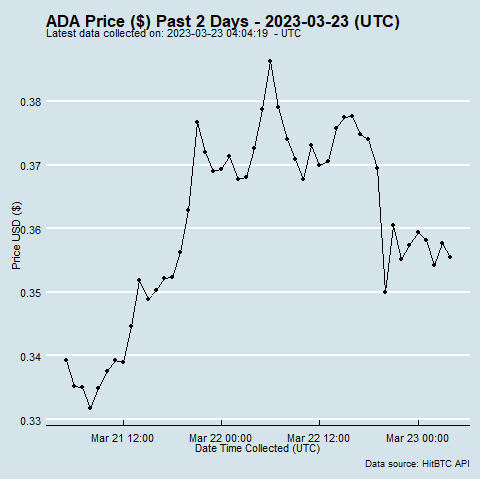 ADA Price ($) Past 2 Days - 2023-03-23 (UTC)
Latest data collected on: 2023-03-23 04:04:19  - UTC
Price USD ($)
0.38
0.37
0.36
0.35
0.34
0.33
Mar 21 12:00 Mar 22 00:00 Mar 22 12:00 Mar 23 00:00
Date Time Collected (UTC)
Data source: HitBTC API